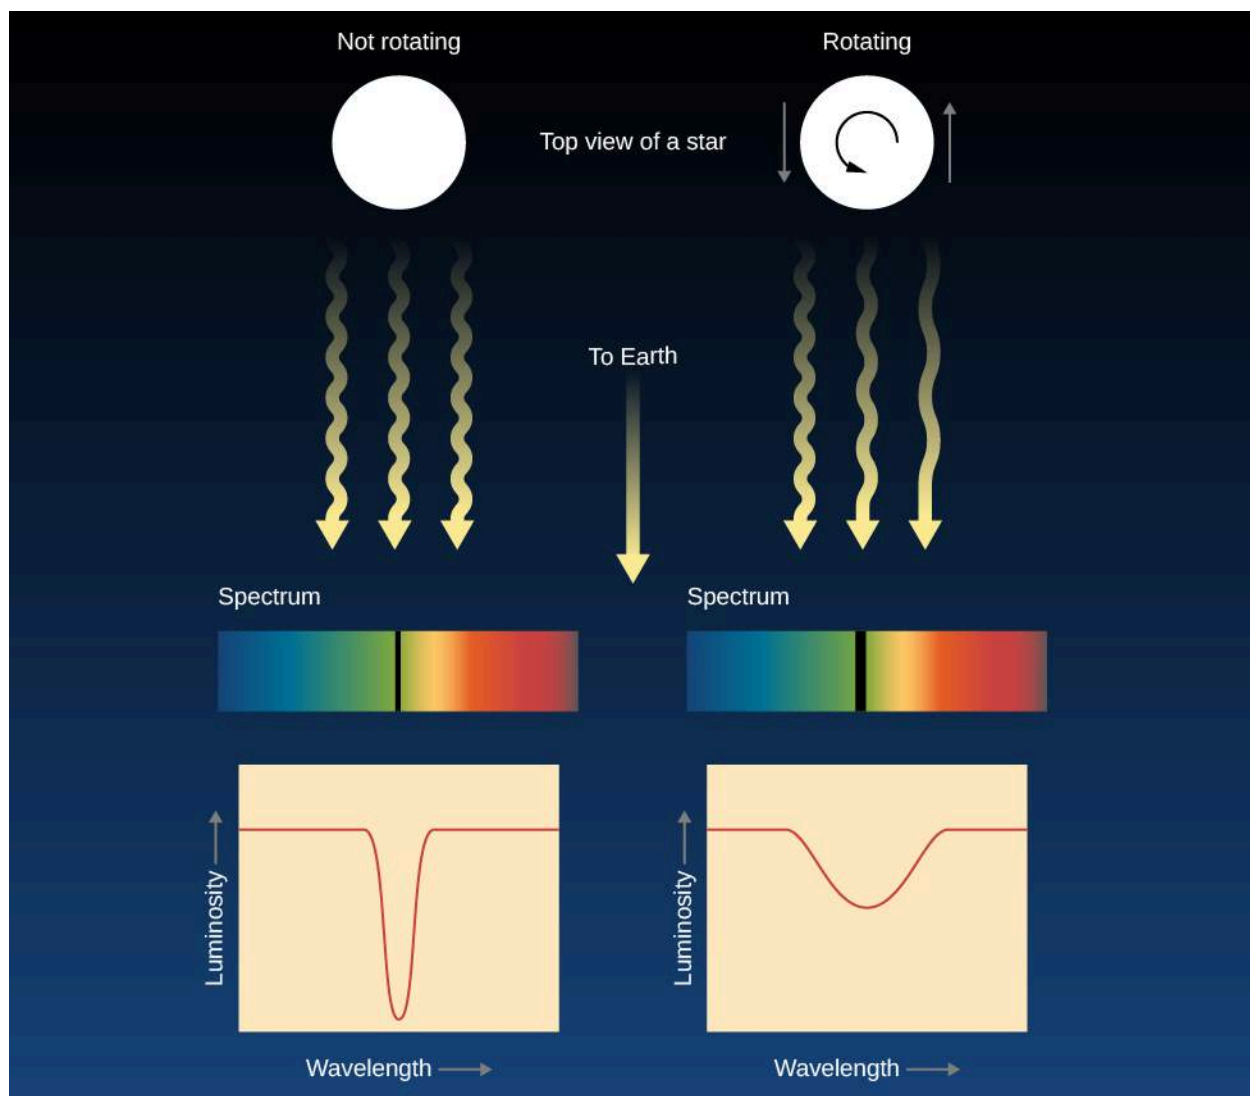 Not rotating
Rotating
Top view of a star
To Earth
Spectrum
Spectrum
Luminosity
Luminosity
Wavelength
Wavelength